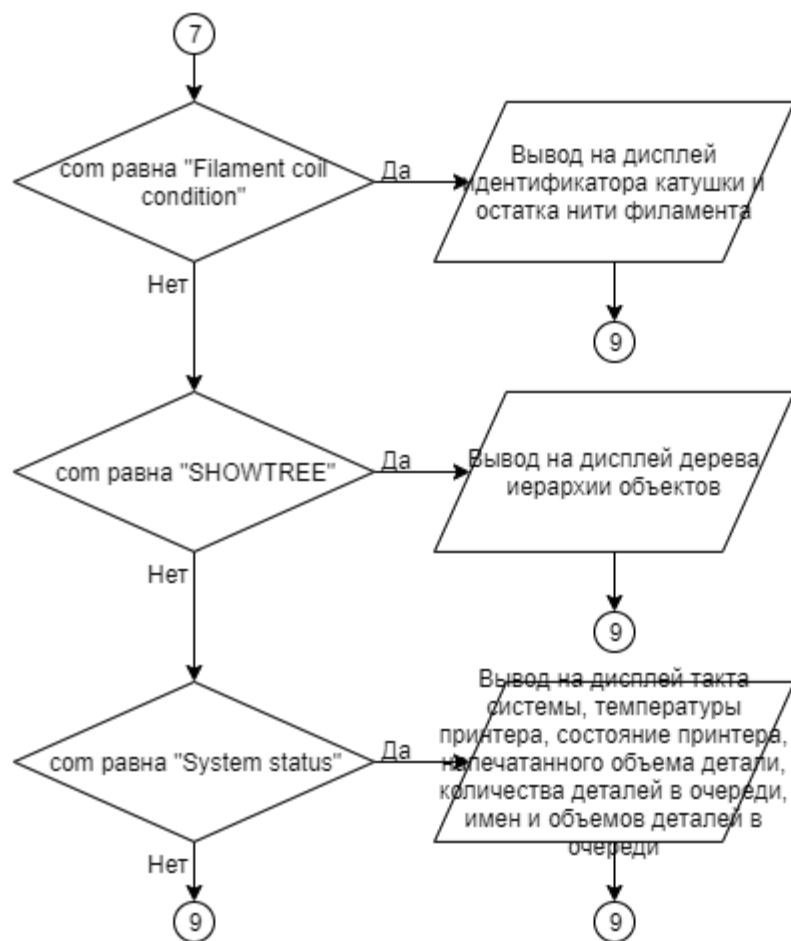 7
com равна "Filament coil
condition"
Да
Вывод на дисплей
идентификатора катушки и
остатка нити филамента
Нет
9
com равна "SHOWTREE"
Да
Вывод на дисплей дерева
иерархии объектов
Нет
9
com равна "System status"
Да
Вывод на дисплей такта
системы, температуры
принтера, состояние принтера,
напечатанного объема детали,
количества деталей в очереди,
имен и объемов деталей в
очереди
Нет
9
9